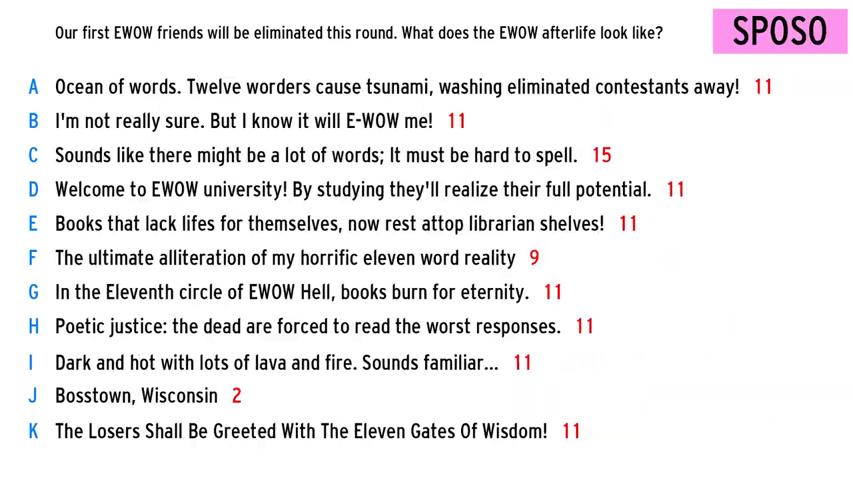 Our first EWOW friends will be eliminated this round. What does the EWOW afterlife look like?
SPOSO
A Ocean of words. Twelve worders cause tsunami, washing eliminated contestants away! 11
B I'm not really sure. But I know it will E-WOW me! 11
C Sounds like there might be a lot of words; It must be hard to spell. 15
D Welcome to EWOW university! By studying they'll realize their full potential. 11
E Books that lack lifes for themselves, now rest attop librarian shelves! 11
F The ultimate alliteration of my horrific eleven word reality 9
G In the Eleventh circle of EWOW Hell, books burn for eternity. 11
H Poetic justice: the dead are forced to read the worst responses. 11
I Dark and hot with lots of lava and fire. Sounds familiar... 11
J Bosstown, Wisconsin 2
K The Losers Shall Be Greeted With The Eleven Gates Of Wisdom! 11